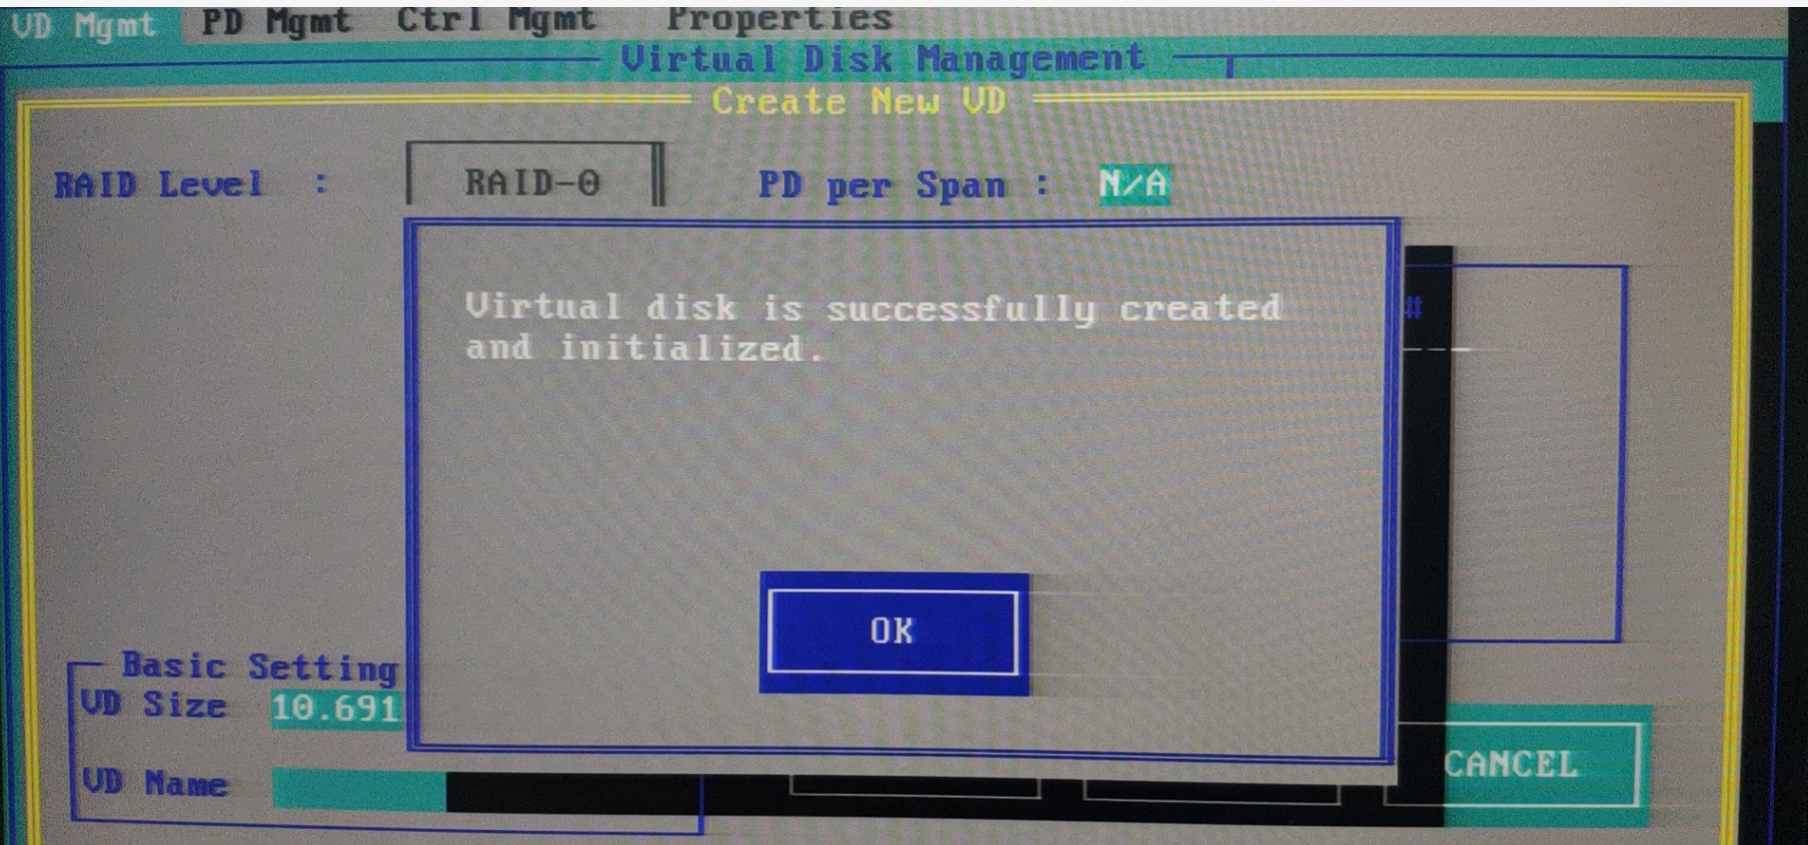 VD Mgmt PD Mgmt Ctrl Mgmt Properties
Virtual Disk Management
Create New VD
RAID Level : RAID-0 PD per Span : N/A
#
Virtual disk is successfully created
and initialized.
OK
Basic Setting
VD Size 10.691
VD Name
CANCEL